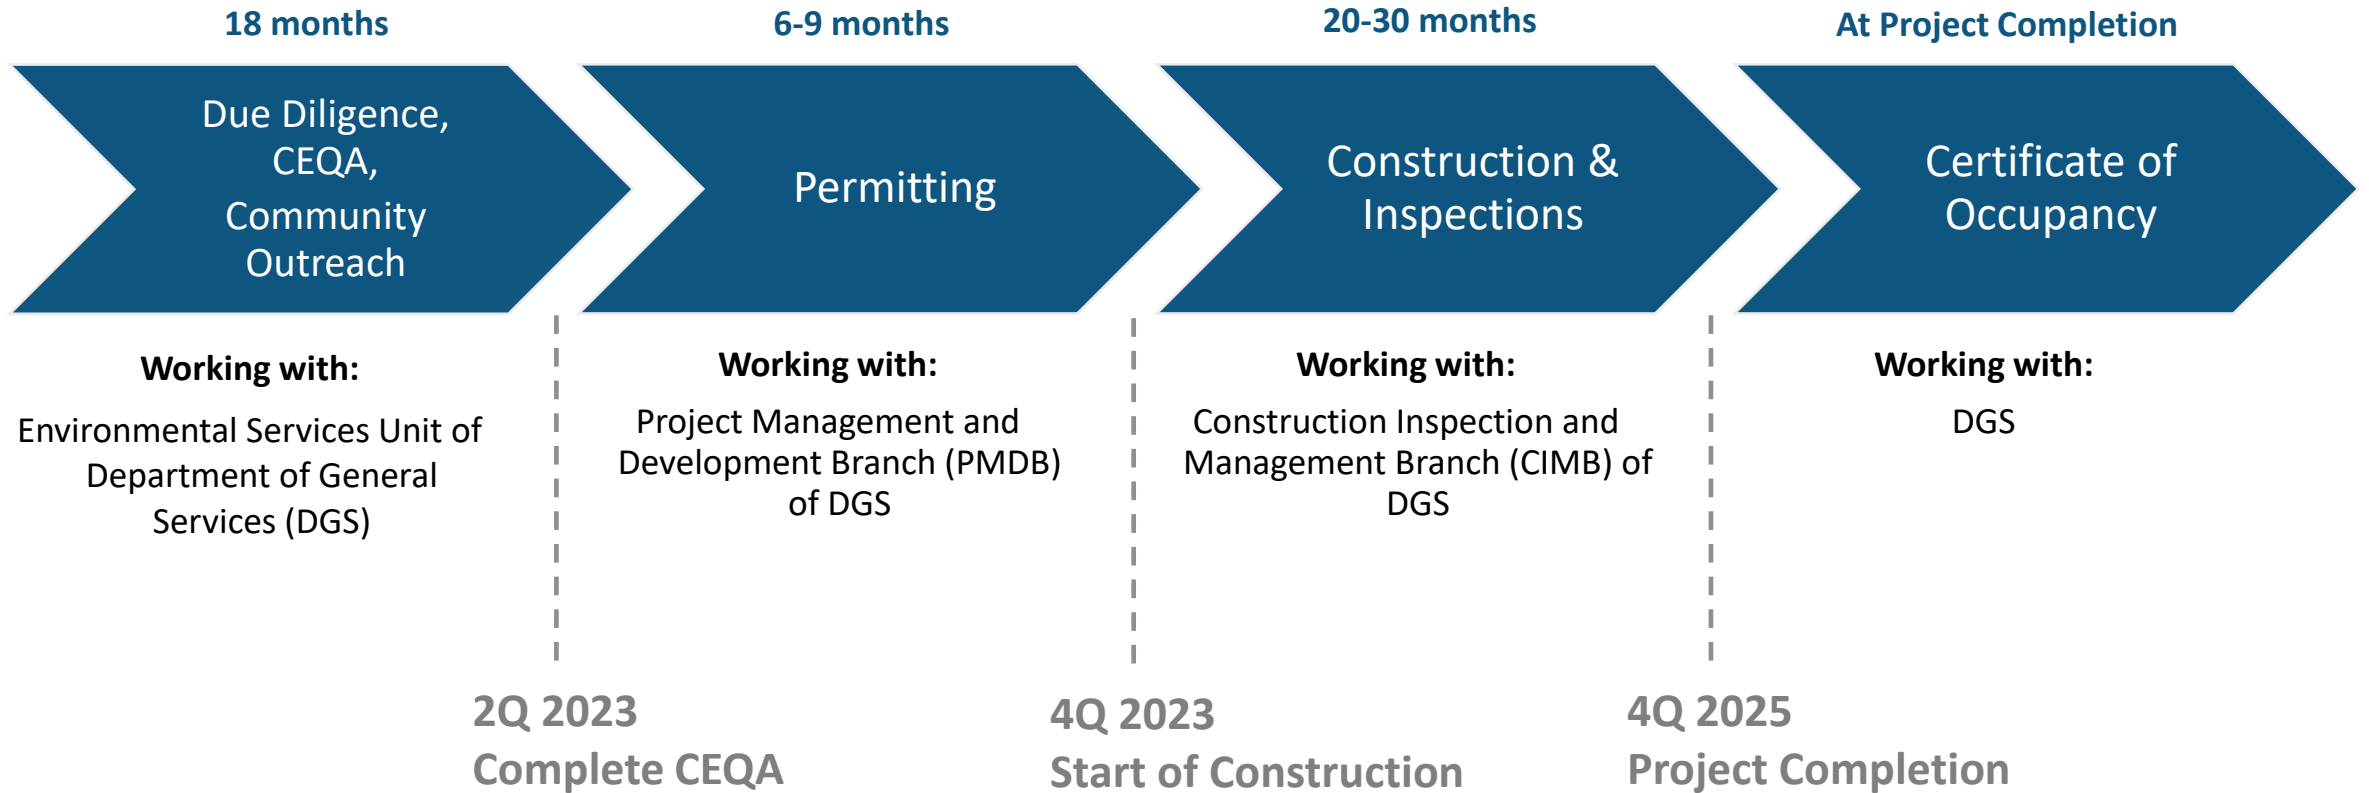 18 months
6-9 months
20-30 months
At Project Completion
Due Diligence,
CEQA,
Community
Outreach
Permitting
Construction &
Inspections
Certificate of
Occupancy
Working with:
Environmental Services Unit of
Department of General
Services (DGS)
Working with:
Project Management and
Development Branch (PMDB)
of DGS
Working with:
Construction Inspection and
Management Branch (CIMB) of
DGS
Working with:
DGS
2Q 2023
Complete CEQA
4Q 2023
Start of Construction
4Q 2025
Project Completion